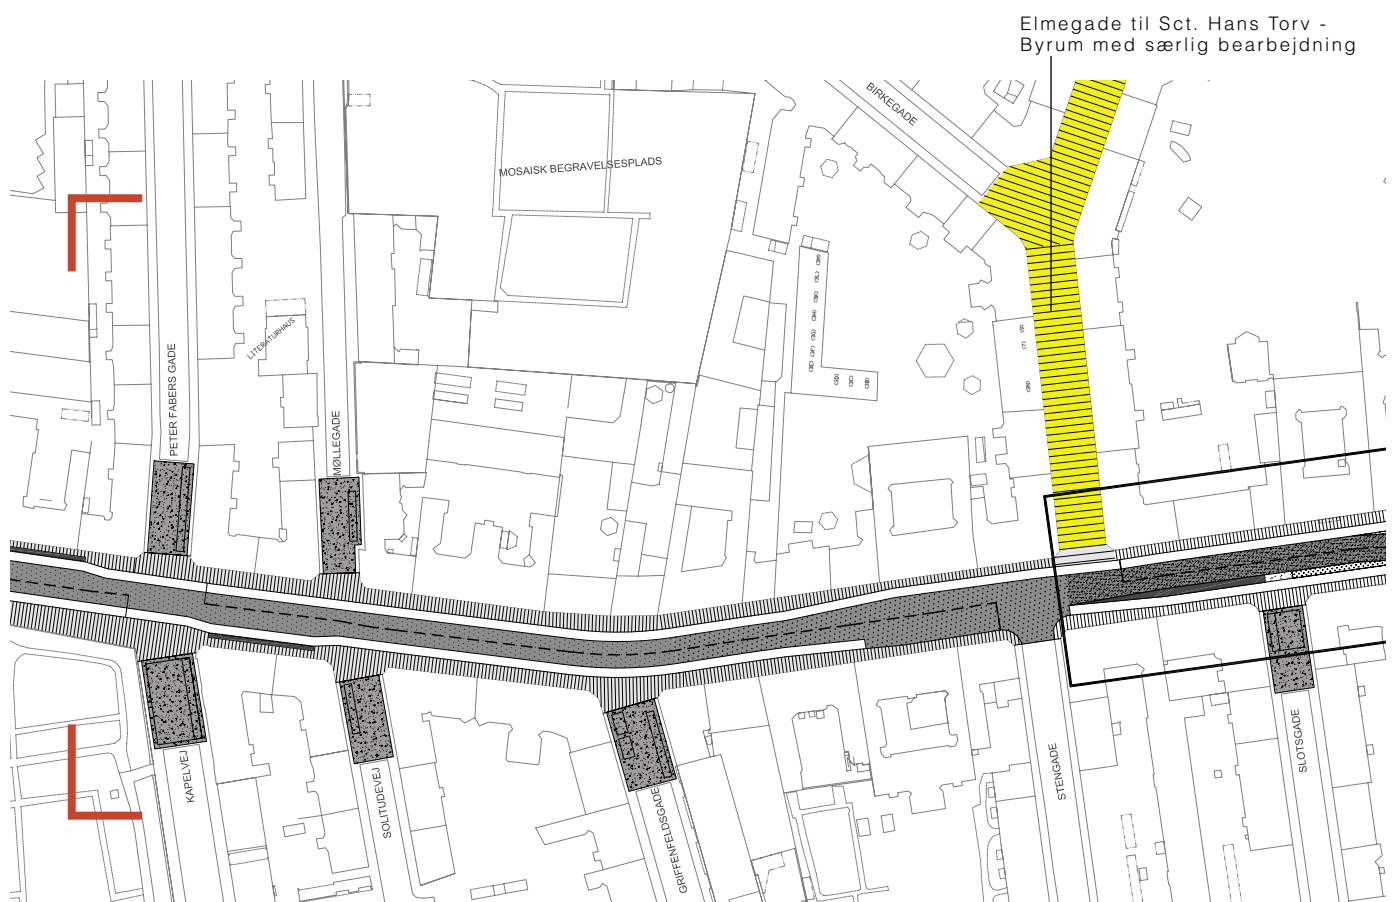 Elmegade til Sct. Hans Torv -
Byrum med særlig bearbejdning
BIRKEGADE
MOSAISK BEGRAVELSESPLADS
LITERATURHAUS
PETER FABERS GADE
MØLLEGADE
KAPELVEJ
SOLITUDEVEJ
GRIFFENFELDSGADE
STENGADE
SLOTSGADE